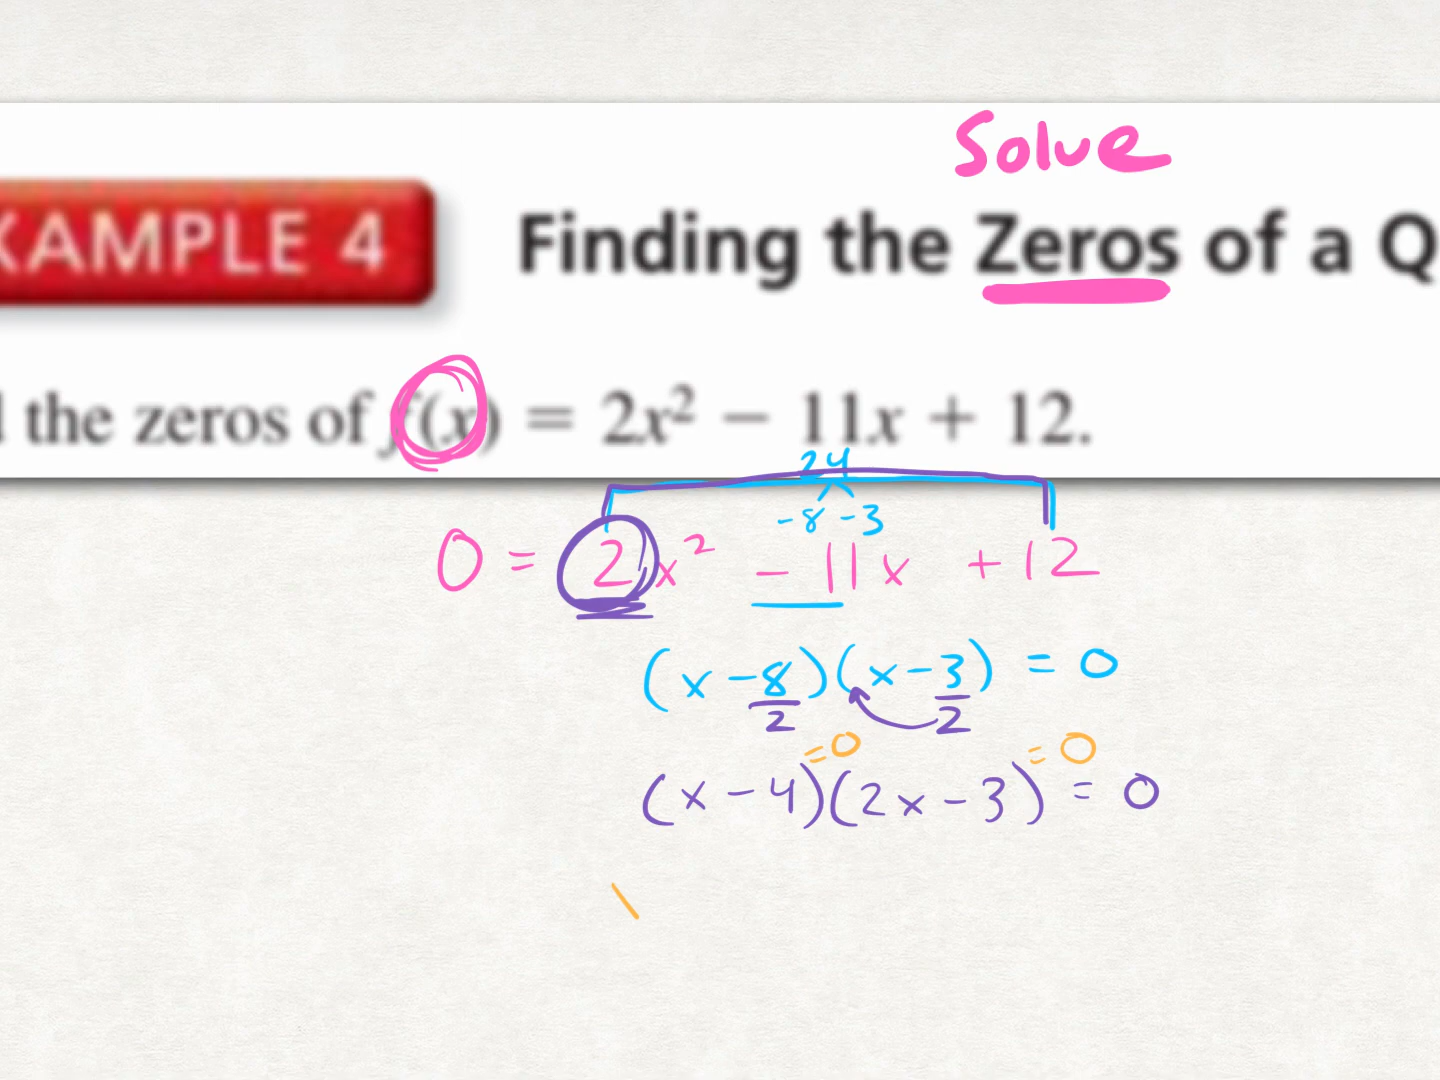 Solve
XAMPLE 4 Finding the Zeros of a Q
the zeros of f(x) = 2x² − 11x + 12.
24
-8 -3
0 = 2x² - 11x + 12
(x - 8/2)(x - 3/2) = 0
= 0 = 0
(x - 4)(2x - 3) = 0